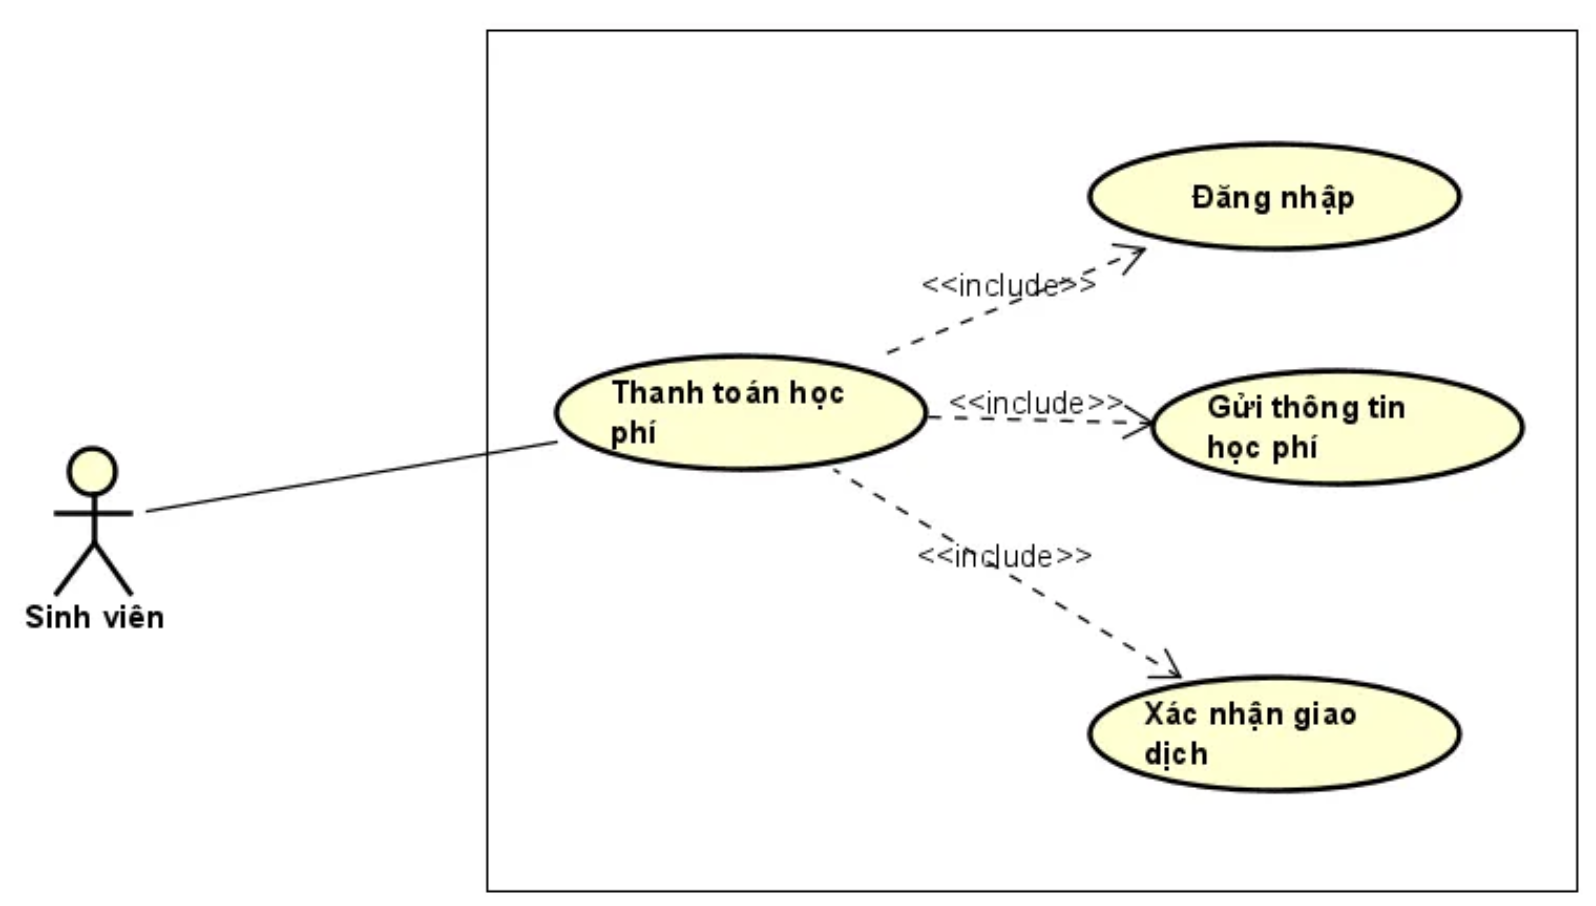 Đăng nhập
<<include>>
Thanh toán học
phí
<<include>>
Gửi thông tin
học phí
<<include>>
Sinh viên
Xác nhận giao
dịch